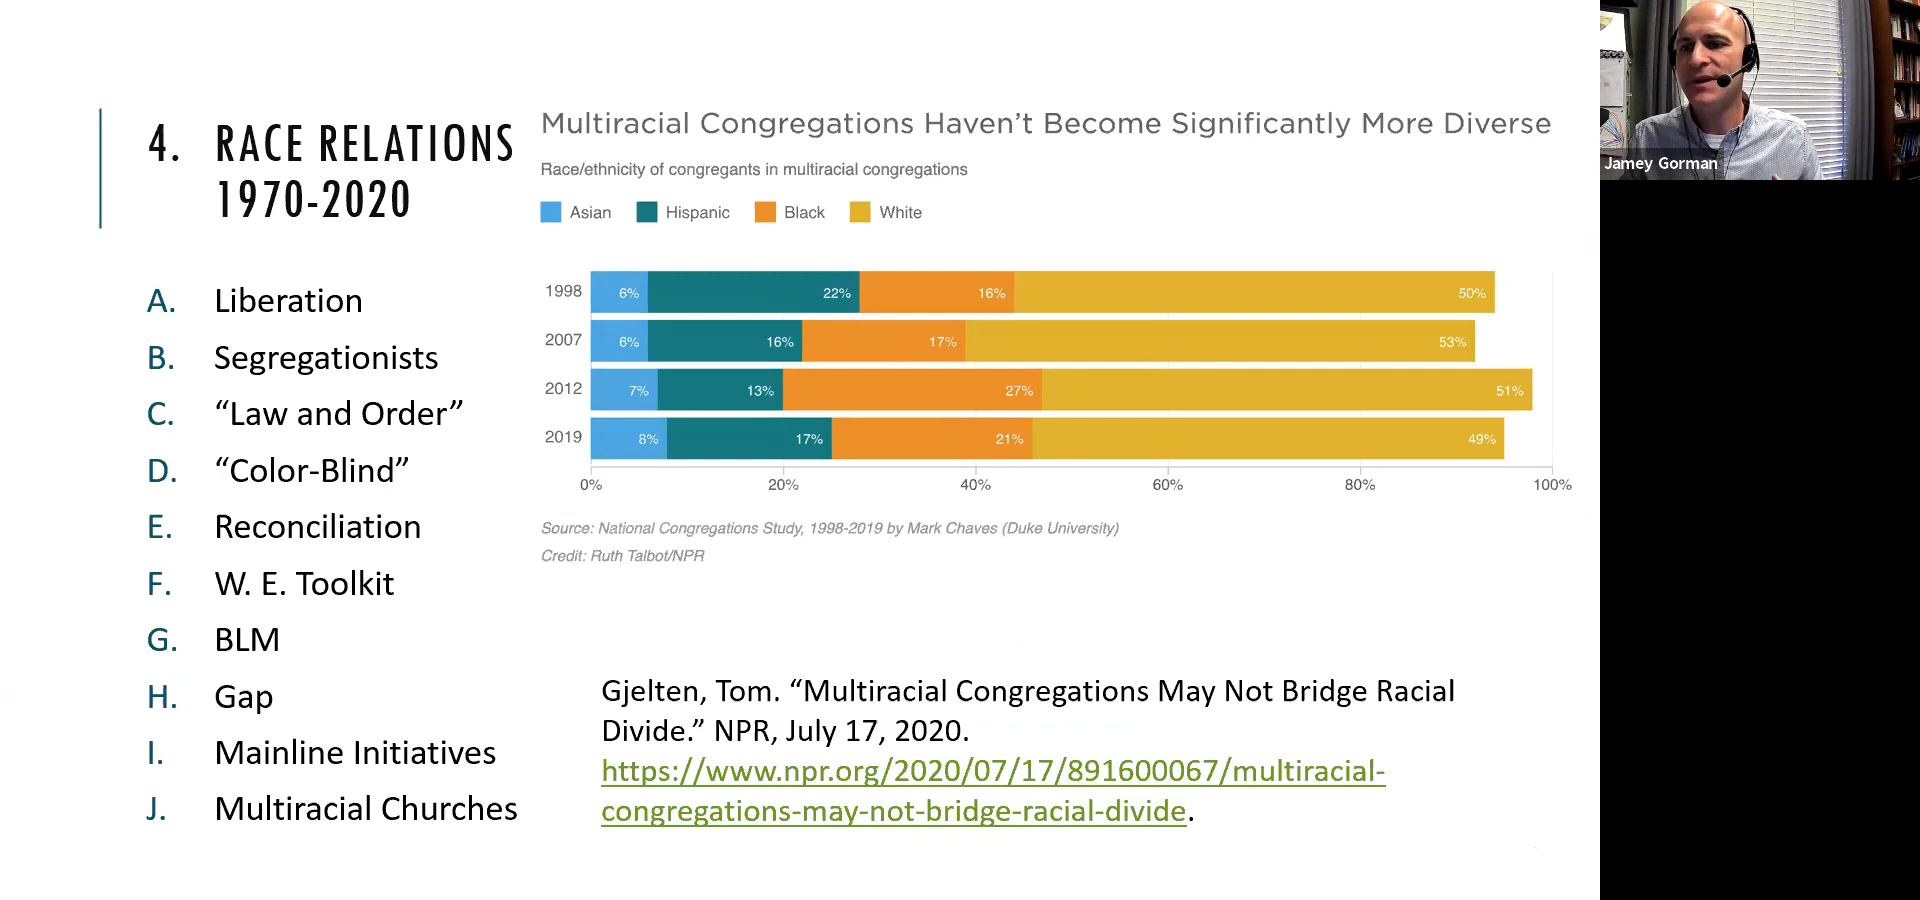 4. RACE RELATIONS
1970-2020
A. Liberation
B. Segregationists
C. “Law and Order”
D. “Color-Blind”
E. Reconciliation
F. W. E. Toolkit
G. BLM
H. Gap
I. Mainline Initiatives
J. Multiracial Churches
Multiracial Congregations Haven’t Become Significantly More Diverse
Race/ethnicity of congregants in multiracial congregations
Asian Hispanic Black White
1998 6% 22% 16% 50%
2007 6% 16% 17% 53%
2012 7% 13% 27% 51%
2019 8% 17% 21% 49%
0% 20% 40% 60% 80% 100%
Source: National Congregations Study, 1998-2019 by Mark Chaves (Duke University)
Credit: Ruth Talbot/NPR
Gjelten, Tom. “Multiracial Congregations May Not Bridge Racial
Divide.” NPR, July 17, 2020.
https://www.npr.org/2020/07/17/891600067/multiracial-
congregations-may-not-bridge-racial-divide.
Jamey Gorman